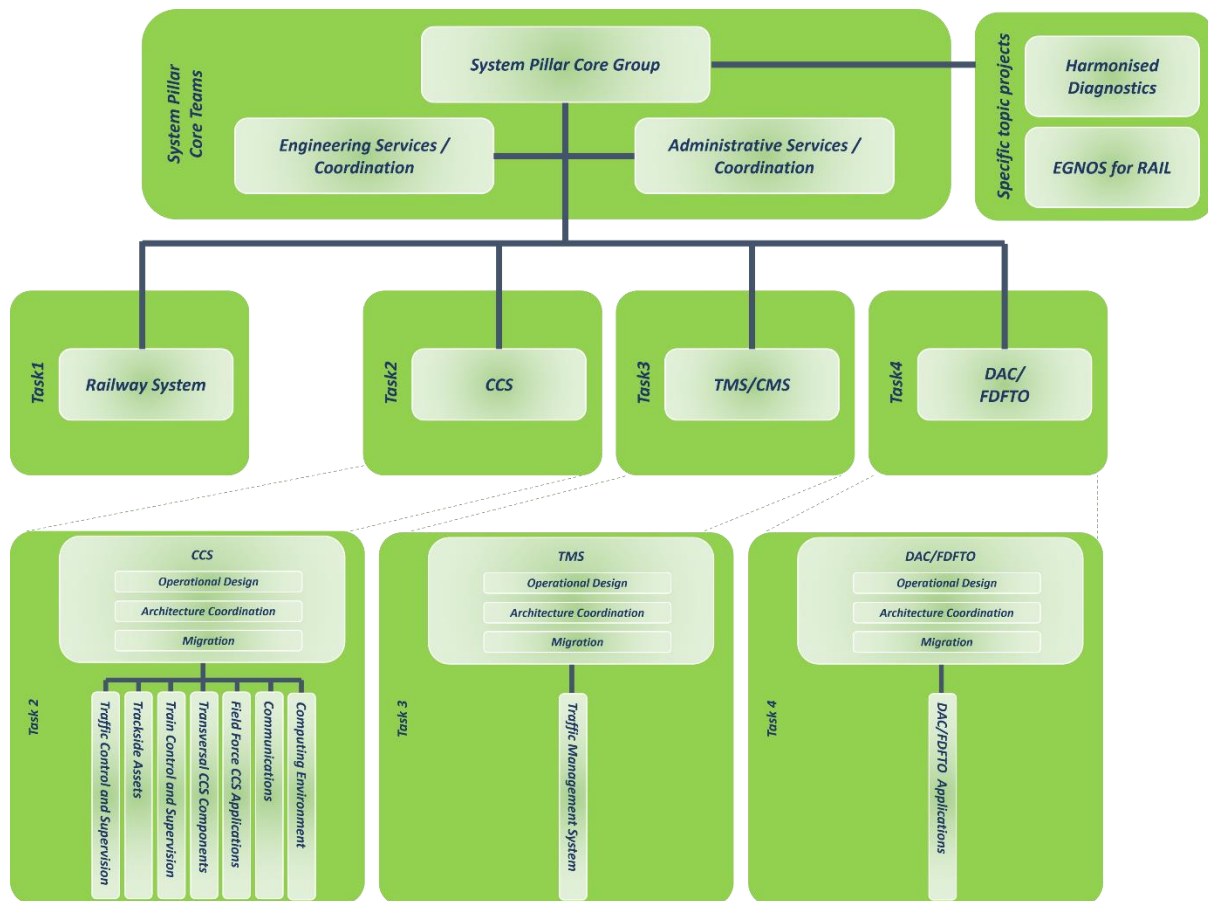 System Pillar
Core Teams
System Pillar Core Group
Engineering Services /
Coordination
Administrative Services /
Coordination
Specific topic projects
Harmonised
Diagnostics
EGNOS for RAIL
Task1
Railway System
Task2
CCS
Task3
TMS/CMS
Task4
DAC/
FDFTO
Task 2
CCS
Operational Design
Architecture Coordination
Migration
Traffic Control and Supervision
Trackside Assets
Train Control and Supervision
Transversal CCS Components
Field Force CCS Applications
Communications
Computing Environment
Task 3
TMS
Operational Design
Architecture Coordination
Migration
Traffic Management System
Task 4
DAC/FDFTO
Operational Design
Architecture Coordination
Migration
DAC/FDFTO Applications